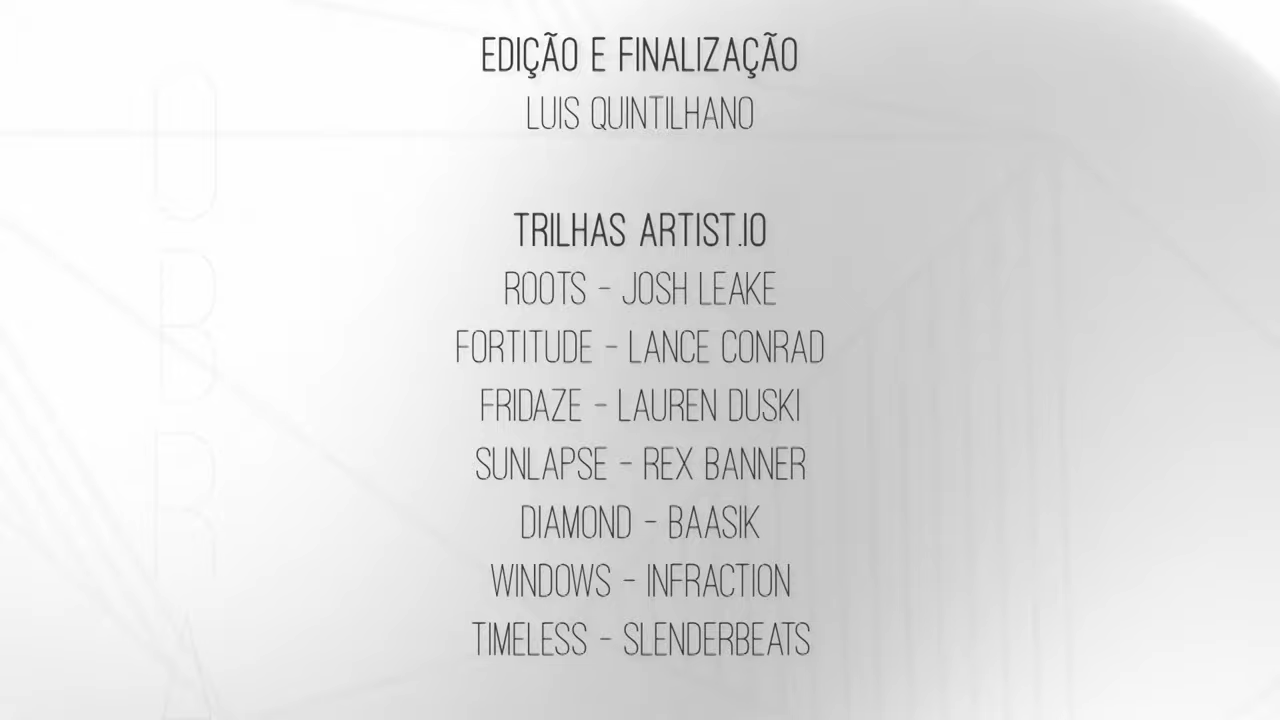 EDIÇÃO E FINALIZAÇÃO
LUIS QUINTILHANO
TRILHAS ARTIST.IO
ROOTS - JOSH LEAKE
FORTITUDE - LANCE CONRAD
FRIDAZE - LAUREN DUSKI
SUNLAPSE - REX BANNER
DIAMOND - BAASIK
WINDOWS - INFRACTION
TIMELESS - SLENDERBEATS